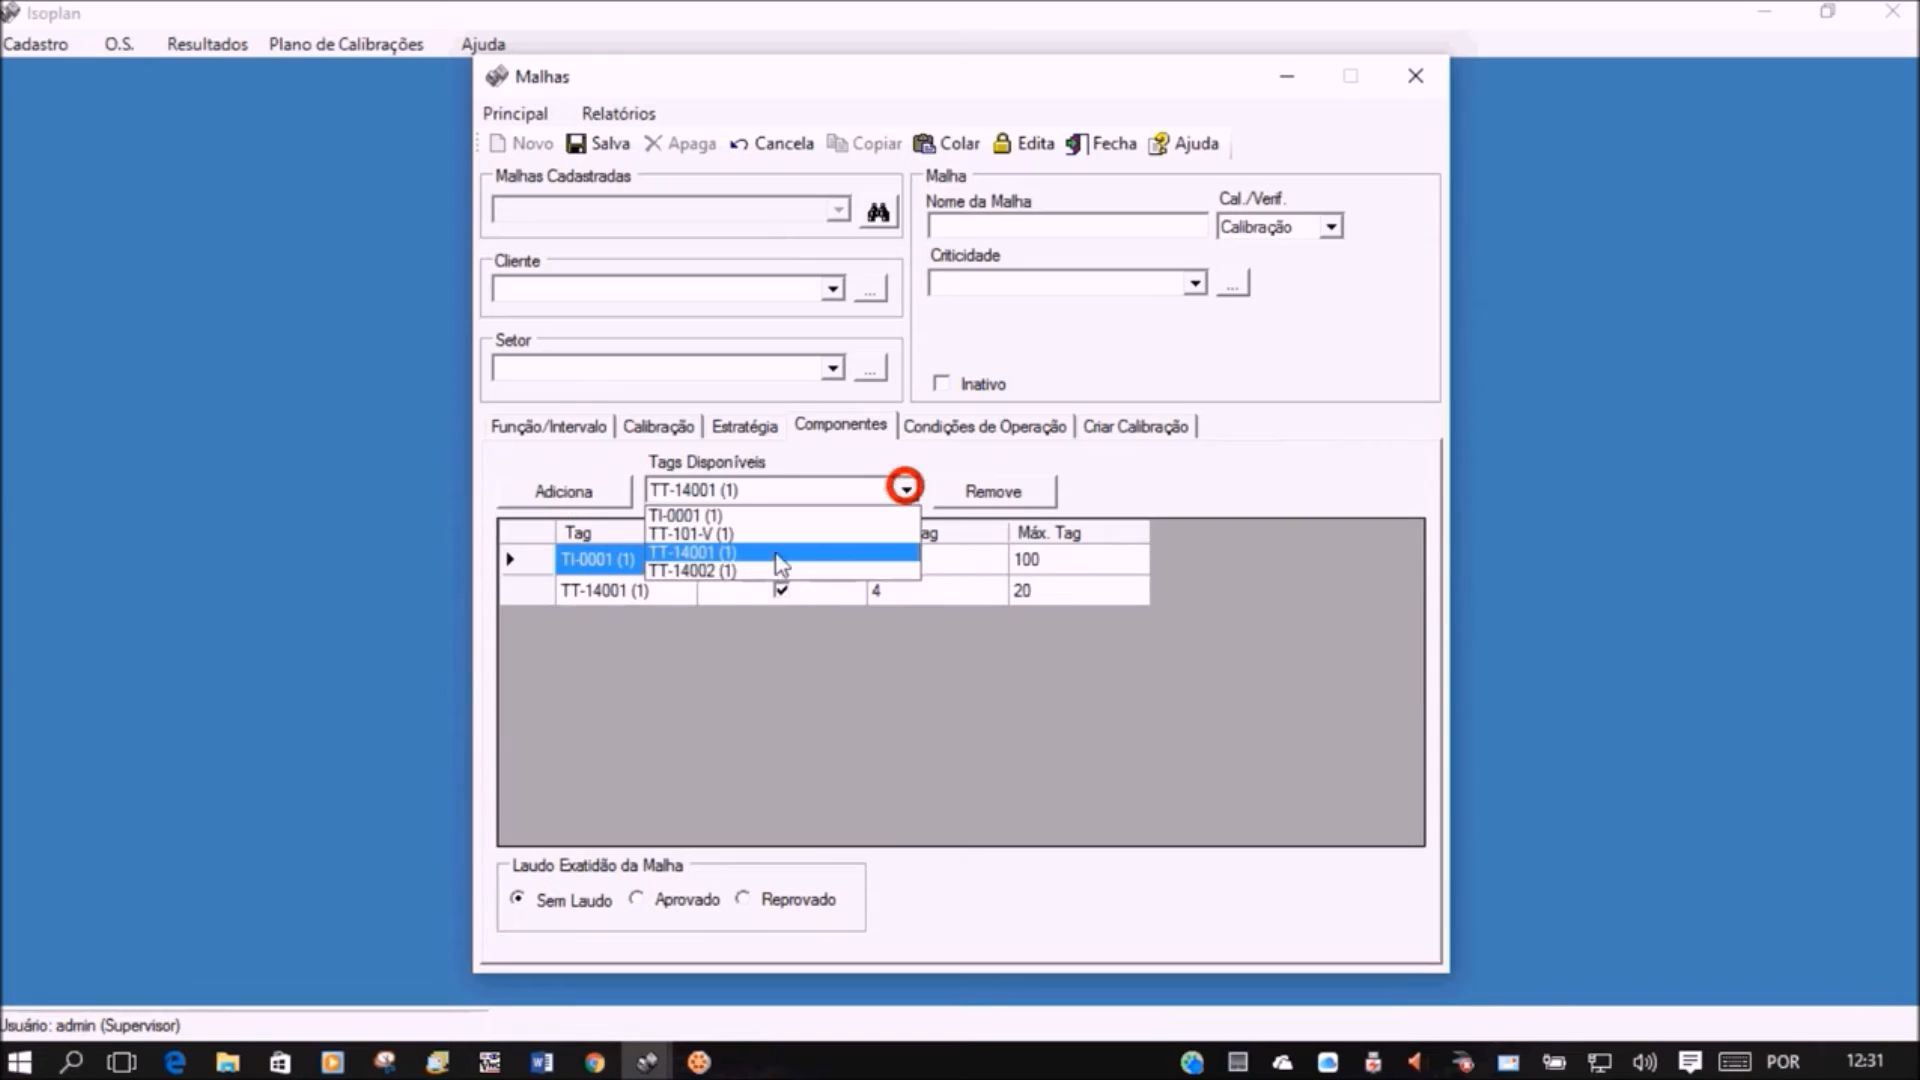 Isoplan
Cadastro O.S. Resultados Plano de Calibrações Ajuda
Malhas
Principal Relatórios
Novo Salva Apaga Cancela Copiar Colar Edita Fecha Ajuda
Malhas Cadastradas
Malha
Nome da Malha Cal./Verif.
Calibração
Cliente
Criticidade
...
...
Setor
...
Inativo
Função/Intervalo Calibração Estratégia Componentes Condições de Operação Criar Calibração
Tags Disponíveis
Adiciona TT-14001 (1) Remove
TI-0001 (1)
TT-101-V (1)
TT-14001 (1)
TT-14002 (1)
Tag ag Máx. Tag
TI-0001 (1) 100
TT-14001 (1) 4 20
Laudo Exatidão da Malha
Sem Laudo Aprovado Reprovado
Usuário: admin (Supervisor)
POR 12:31